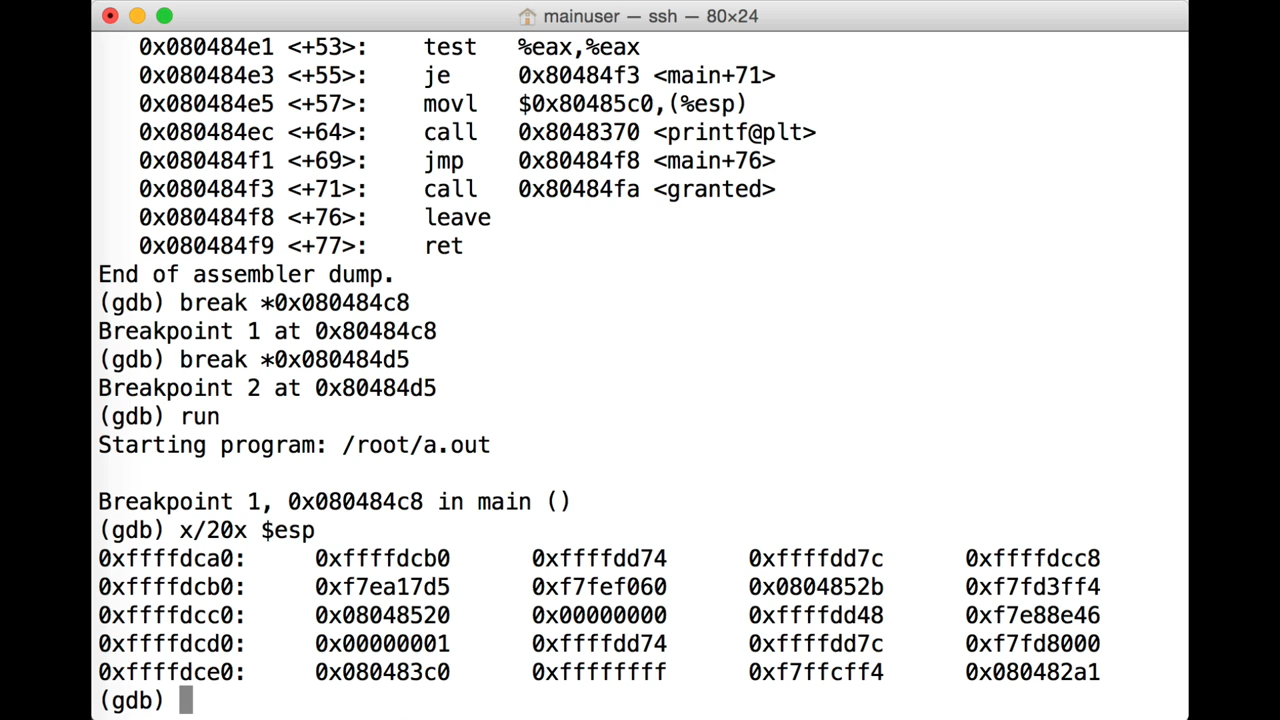 mainuser — ssh — 80×24
0x080484e1 <+53>: test %eax,%eax
0x080484e3 <+55>: je 0x80484f3 <main+71>
0x080484e5 <+57>: movl $0x80485c0,(%esp)
0x080484ec <+64>: call 0x8048370 <printf@plt>
0x080484f1 <+69>: jmp 0x80484f8 <main+76>
0x080484f3 <+71>: call 0x80484fa <granted>
0x080484f8 <+76>: leave
0x080484f9 <+77>: ret
End of assembler dump.
(gdb) break *0x080484c8
Breakpoint 1 at 0x80484c8
(gdb) break *0x080484d5
Breakpoint 2 at 0x80484d5
(gdb) run
Starting program: /root/a.out
Breakpoint 1, 0x080484c8 in main ()
(gdb) x/20x $esp
0xffffdca0: 0xffffdcb0 0xffffdd74 0xffffdd7c 0xffffdcc8
0xffffdcb0: 0xf7ea17d5 0xf7fef060 0x0804852b 0xf7fd3ff4
0xffffdcc0: 0x08048520 0x00000000 0xffffdd48 0xf7e88e46
0xffffdcd0: 0x00000001 0xffffdd74 0xffffdd7c 0xf7fd8000
0xffffdce0: 0x080483c0 0xffffffff 0xf7ffcff4 0x080482a1
(gdb)